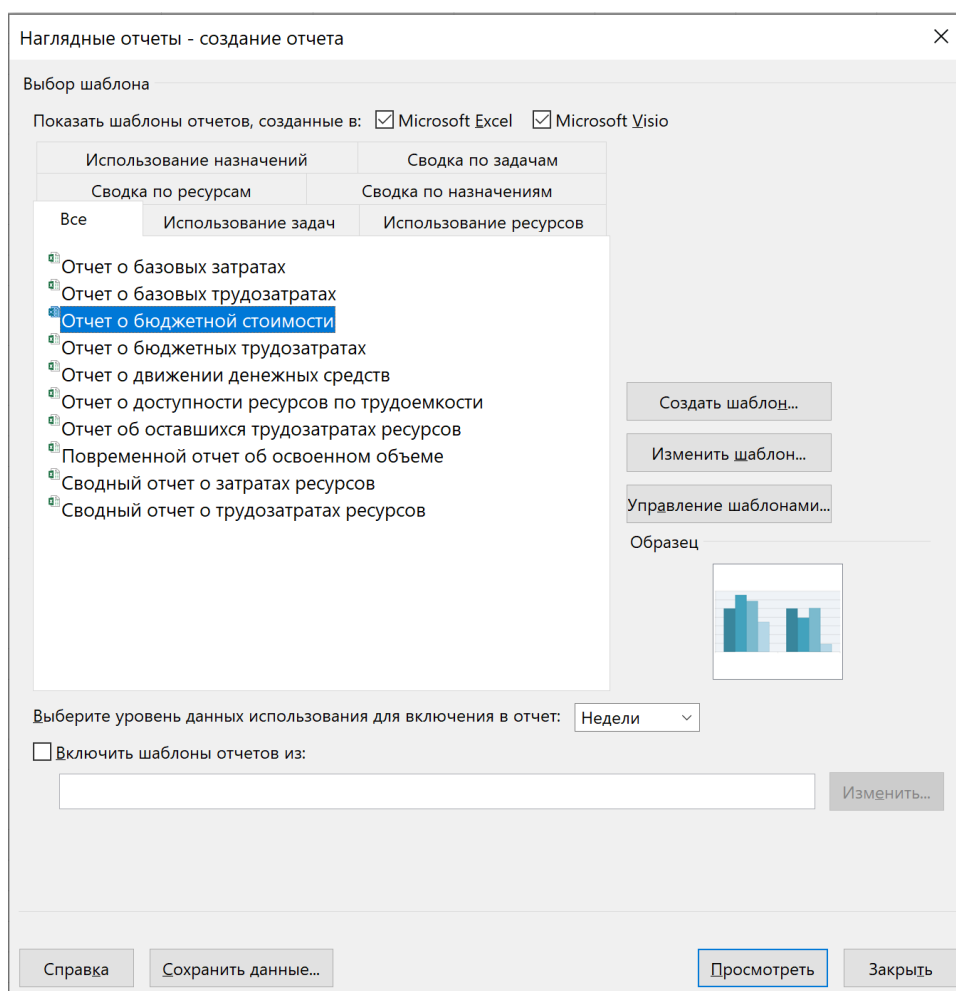 Наглядные отчеты - создание отчета
Выбор шаблона
Показать шаблоны отчетов, созданные в: Microsoft Excel Microsoft Visio
Использование назначений Сводка по задачам
Сводка по ресурсам Сводка по назначениям
Все Использование задач Использование ресурсов
Отчет о базовых затратах
Отчет о базовых трудозатратах
Отчет о бюджетной стоимости
Отчет о бюджетных трудозатратах
Отчет о движении денежных средств
Отчет о доступности ресурсов по трудоемкости
Отчет об оставшихся трудозатратах ресурсов
Повременной отчет об освоенном объеме
Сводный отчет о затратах ресурсов
Сводный отчет о трудозатратах ресурсов
Создать шаблон...
Изменить шаблон...
Управление шаблонами...
Образец
Выберите уровень данных использования для включения в отчет: Недели
Включить шаблоны отчетов из:
Изменить...
Справка Сохранить данные... Просмотреть Закрыть